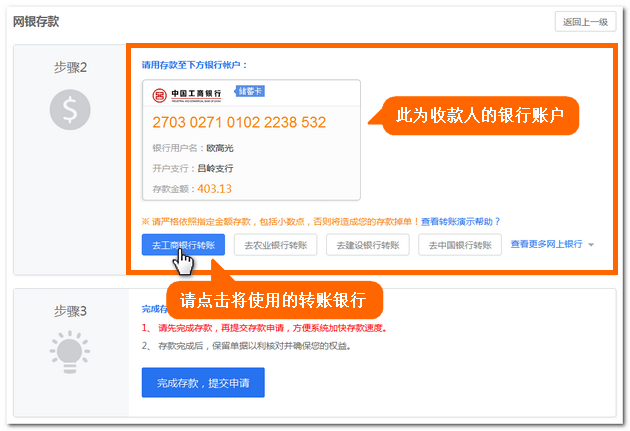 网银存款
返回上一级
步骤2
请用存款至下方银行帐户：
中国工商银行
储蓄卡
2703 0271 0102 2238 532
银行用户名：欧高光
开户支行：吕岭支行
存款金额：403.13
此为收款人的银行账户
※ 请严格依照指定金额存款，包括小数点，否则将造成您的存款掉单！查看转账演示帮助？
去工商银行转账
去农业银行转账
去建设银行转账
去中国银行转账
查看更多网上银行
请点击将使用的转账银行
步骤3
完成存
1、 请先完成存款，再提交存款申请，方便系统加快存款速度。
2、 存款完成后，保留单据以利核对并确保您的权益。
完成存款，提交申请